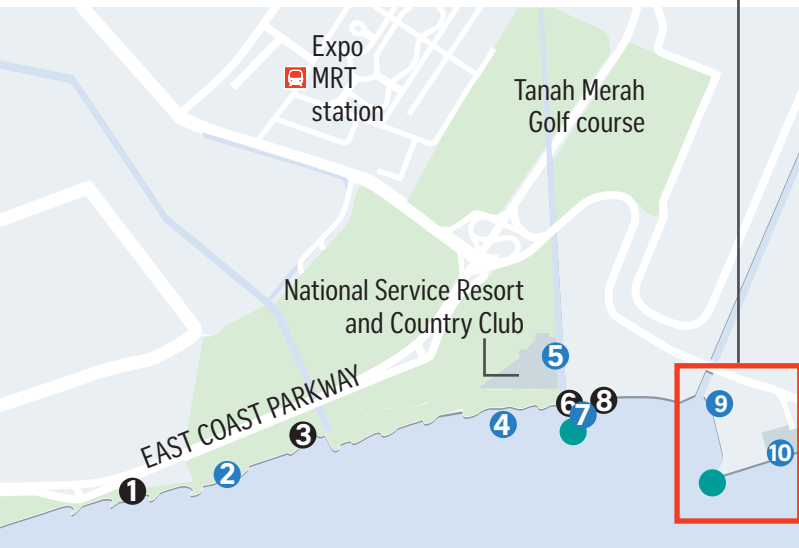 Expo
MRT
station
Tanah Merah
Golf course
National Service Resort
and Country Club
EAST COAST PARKWAY
5
6
8
7
9
4
3
10
2
1